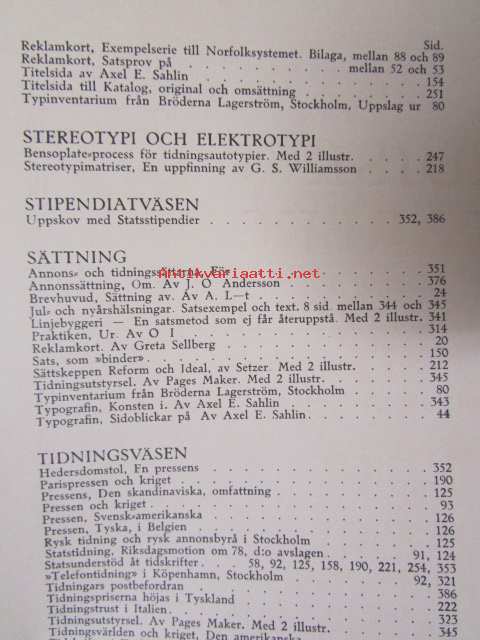 Sid.
Reklamkort, Exempelserie till Norfolksystemet. Bilaga, mellan 88 och 89
Reklamkort, Satsprov på . . . . . . . . mellan 52 och 53
Titelsida av Axel E. Sahlin . . . . . . . . . 154
Titelsida till Katalog, original och omsättning . . . . . . 251
Typinventarium från Bröderna Lagerström, Stockholm. Uppslag ur 80
STEREOTYPI OCH ELEKTROTYPI
Bensoplate=process för tidningsautotypier. Med 2 illustr. . . . . 247
Stereotypimatriser, En uppfinning av G. S. Williamsson . . . . 218
STIPENDIATVÄSEN
Uppskov med Statsstipendier . . . . . . . . . 352, 386
SÄTTNING
Annons= och tidningssättarna, För . . . . . . . . 351
Annonssättning, Om. Av J. O Andersson . . . . . . 376
Brevhuvud, Sättning av. Av A. L—t . . . . . . . 24
Jul= och nyårshälsningar. Satsexempel och text. 8 sid. mellan 344 och 345
Linjebyggeri — En satsmetod som ej får återuppstå. Med 2 illustr. 341
Praktiken, Ur. Av O I . . . . . . . . . . 314
Reklamkort. Av Greta Sellberg . . . . . . . . 20
Sats, som »binder» . . . . . . . . . . . 150
Sättskeppen Reform och Ideal, av Setzer. Med 2 illustr. . . . . 212
Tidningsutstyrsel. Av Pages Maker. Med 2 illustr. . . . . . 345
Typinventarium från Bröderna Lagerström, Stockholm . . . . 80
Typografin, Konsten i. Av Axel E. Sahlin . . . . . . 343
Typografin, Sidoblickar på Av Axel E. Sahlin . . . . . . 44
TIDNINGSVÄSEN
Hedersdomstol, En pressens . . . . . . . . . 352
Parispressen och kriget . . . . . . . . . . 190
Pressens, Den skandinaviska, omfattning . . . . . . . 125
Pressen och kriget . . . . . . . . . . . 93
Pressen, Svensk=amerikanska . . . . . . . . . 126
Pressen, Tyska, i Belgien . . . . . . . . . 126
Rysk tidning och rysk annonsbyrå i Stockholm . . . . . 125
Statstidning, Riksdagsmotion om 78, d:o avslagen . . . . 91, 124
Statsunderstöd åt tidskrifter . . . 58, 92, 125, 158, 190, 221, 254, 353
»Telefontidning» i Köpenhamn, Stockholm . . . . . 92, 321
Tidningars postbefordran . . . . . . . . . 386
Tidningspriserna höjas i Tyskland . . . . . . . . 222
Tidningstrust i Italien . . . . . . . . . .
Tidningsutstyrsel. Av Pages Maker. Med 2 illustr. . . . . . 323
Tidningsvärlden och kriget, Den amerikanska . . . . . 345
Antikvariaatti.net